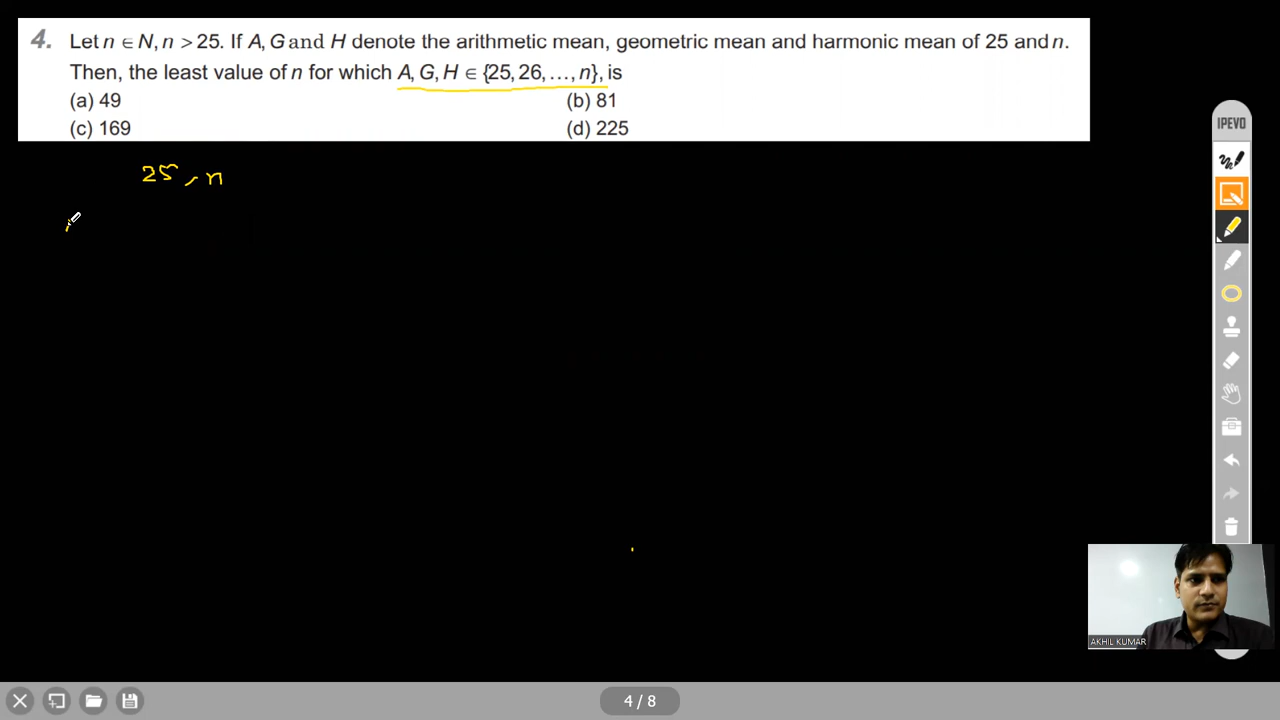 4. Let n ∈ N, n > 25. If A, G and H denote the arithmetic mean, geometric mean and harmonic mean of 25 and n.
Then, the least value of n for which A, G, H ∈ {25, 26, ..., n}, is
(a) 49 (b) 81
(c) 169 (d) 225
25, n
IPEVO
AKHIL KUMAR
4 / 8